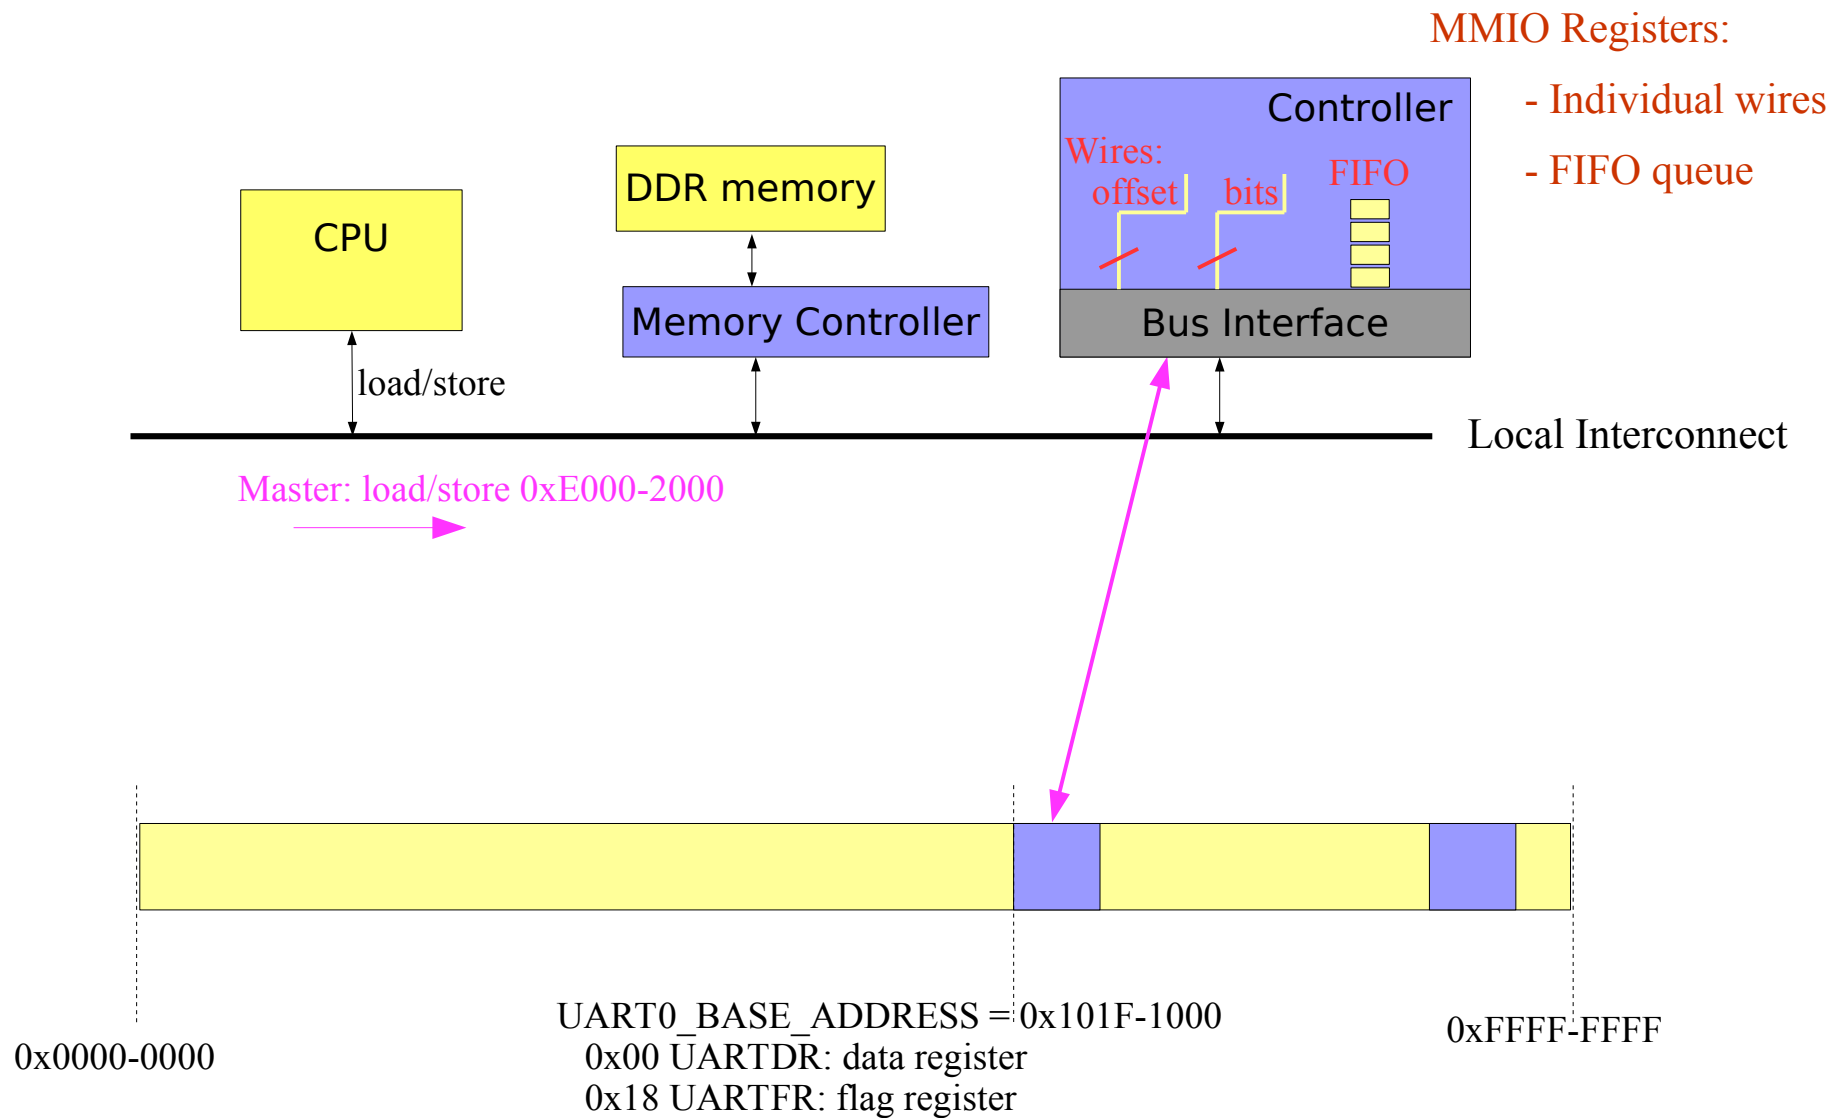 MMIO Registers:
- Individual wires
- FIFO queue
Controller
Wires:
offset
bits
FIFO
Bus Interface
DDR memory
Memory Controller
CPU
load/store
Local Interconnect
Master: load/store 0xE000-2000
UART0_BASE_ADDRESS = 0x101F-1000
0x00 UARTDR: data register
0x18 UARTFR: flag register
0x0000-0000
0xFFFF-FFFF